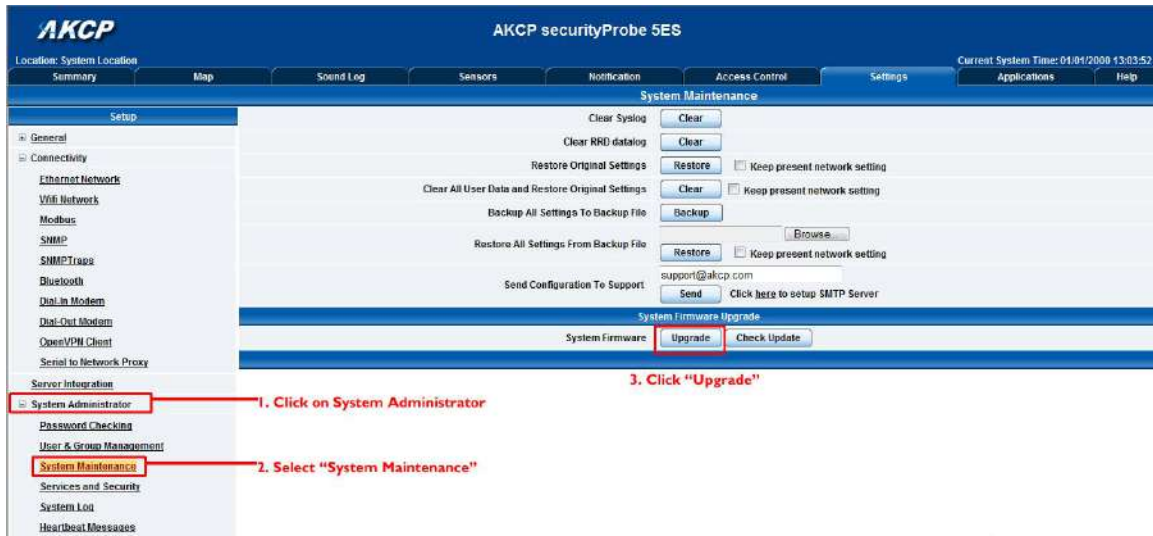 AKCP
AKCP securityProbe 5ES
Location: System Location
Current System Time: 01/01/2000 13:03:52
Summary Map Sound Log Sensors Notification Access Control Settings Applications Help
System Maintenance
Setup
General
Connectivity
Ethernet Network
Wifi Network
Modbus
SNMP
SNMPTraps
Bluetooth
Dial-In Modem
Dial-Out Modem
OpenVPN Client
Serial to Network Proxy
Server Integration
System Administrator
Password Checking
User & Group Management
System Maintenance
Services and Security
System Log
Heartbeat Messages
Clear Syslog Clear
Clear RRD datalog Clear
Restore Original Settings Restore Keep present network setting
Clear All User Data and Restore Original Settings Clear Keep present network setting
Backup All Settings To Backup File Backup
Browse...
Restore All Settings From Backup File
Restore Keep present network setting
support@akcp.com
Send Configuration To Support
Send Click here to setup SMTP Server
System Firmware Upgrade
System Firmware Upgrade Check Update
3. Click “Upgrade”
1. Click on System Administrator
2. Select “System Maintenance”